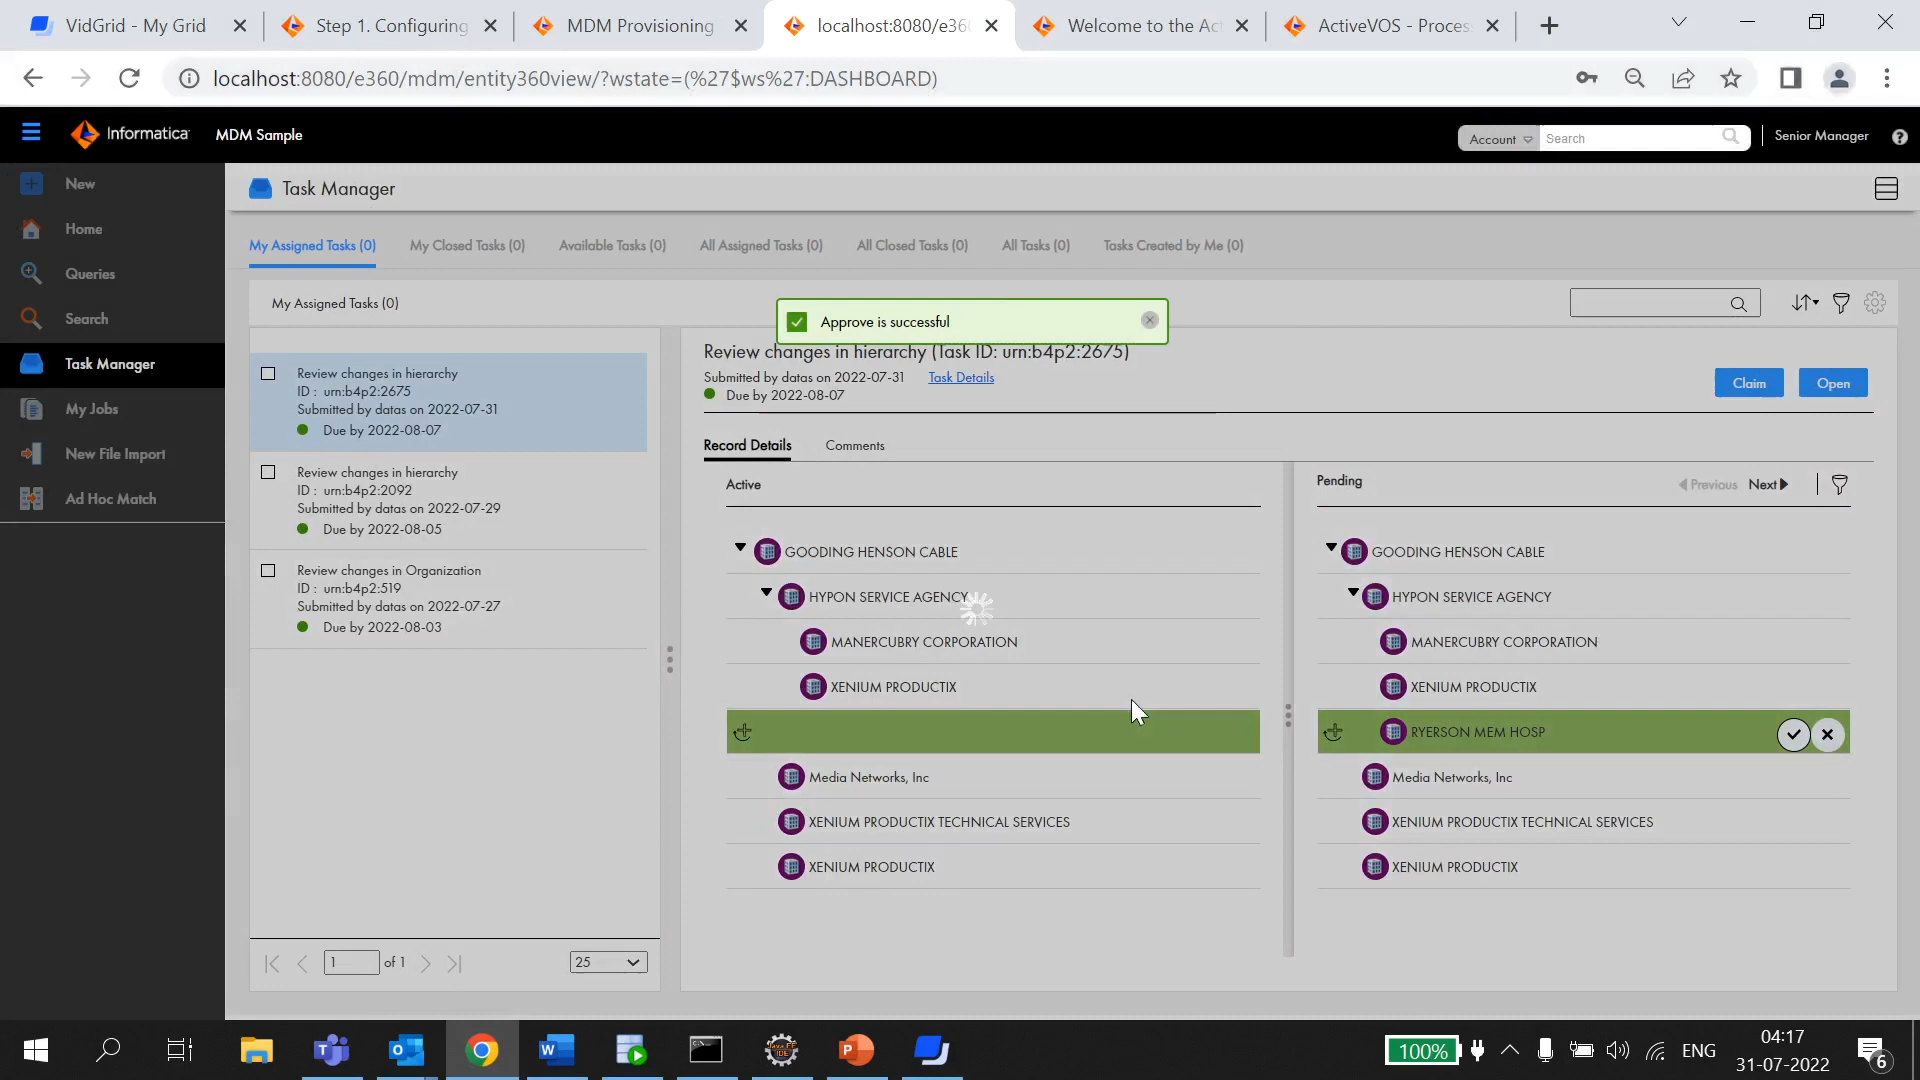 VidGrid - My Grid
Step 1. Configuring
MDM Provisioning
localhost:8080/e360
Welcome to the Act
ActiveVOS - Process
localhost:8080/e360/mdm/entity360view/?wstate=(%27$ws%27:DASHBOARD)
Informatica
MDM Sample
Account
Search
Senior Manager
New
Home
Queries
Search
Task Manager
My Jobs
New File Import
Ad Hoc Match
Task Manager
My Assigned Tasks (0)
My Closed Tasks (0)
Available Tasks (0)
All Assigned Tasks (0)
All Closed Tasks (0)
All Tasks (0)
Tasks Created by Me (0)
My Assigned Tasks (0)
Approve is successful
Review changes in hierarchy
ID : urn:b4p2:2675
Submitted by datas on 2022-07-31
Due by 2022-08-07
Review changes in hierarchy
ID : urn:b4p2:2092
Submitted by datas on 2022-07-29
Due by 2022-08-05
Review changes in Organization
ID : urn:b4p2:519
Submitted by datas on 2022-07-27
Due by 2022-08-03
1 of 1
25
Review changes in hierarchy (Task ID: urn:b4p2:2675)
Submitted by datas on 2022-07-31 Task Details
Due by 2022-08-07
Claim
Open
Record Details
Comments
Active
GOODING HENSON CABLE
HYPON SERVICE AGENCY
MANERCUBRY CORPORATION
XENIUM PRODUCTIX
Media Networks, Inc
XENIUM PRODUCTIX TECHNICAL SERVICES
XENIUM PRODUCTIX
Pending
Previous
Next
GOODING HENSON CABLE
HYPON SERVICE AGENCY
MANERCUBRY CORPORATION
XENIUM PRODUCTIX
RYERSON MEM HOSP
Media Networks, Inc
XENIUM PRODUCTIX TECHNICAL SERVICES
XENIUM PRODUCTIX
100%
ENG
04:17
31-07-2022
6